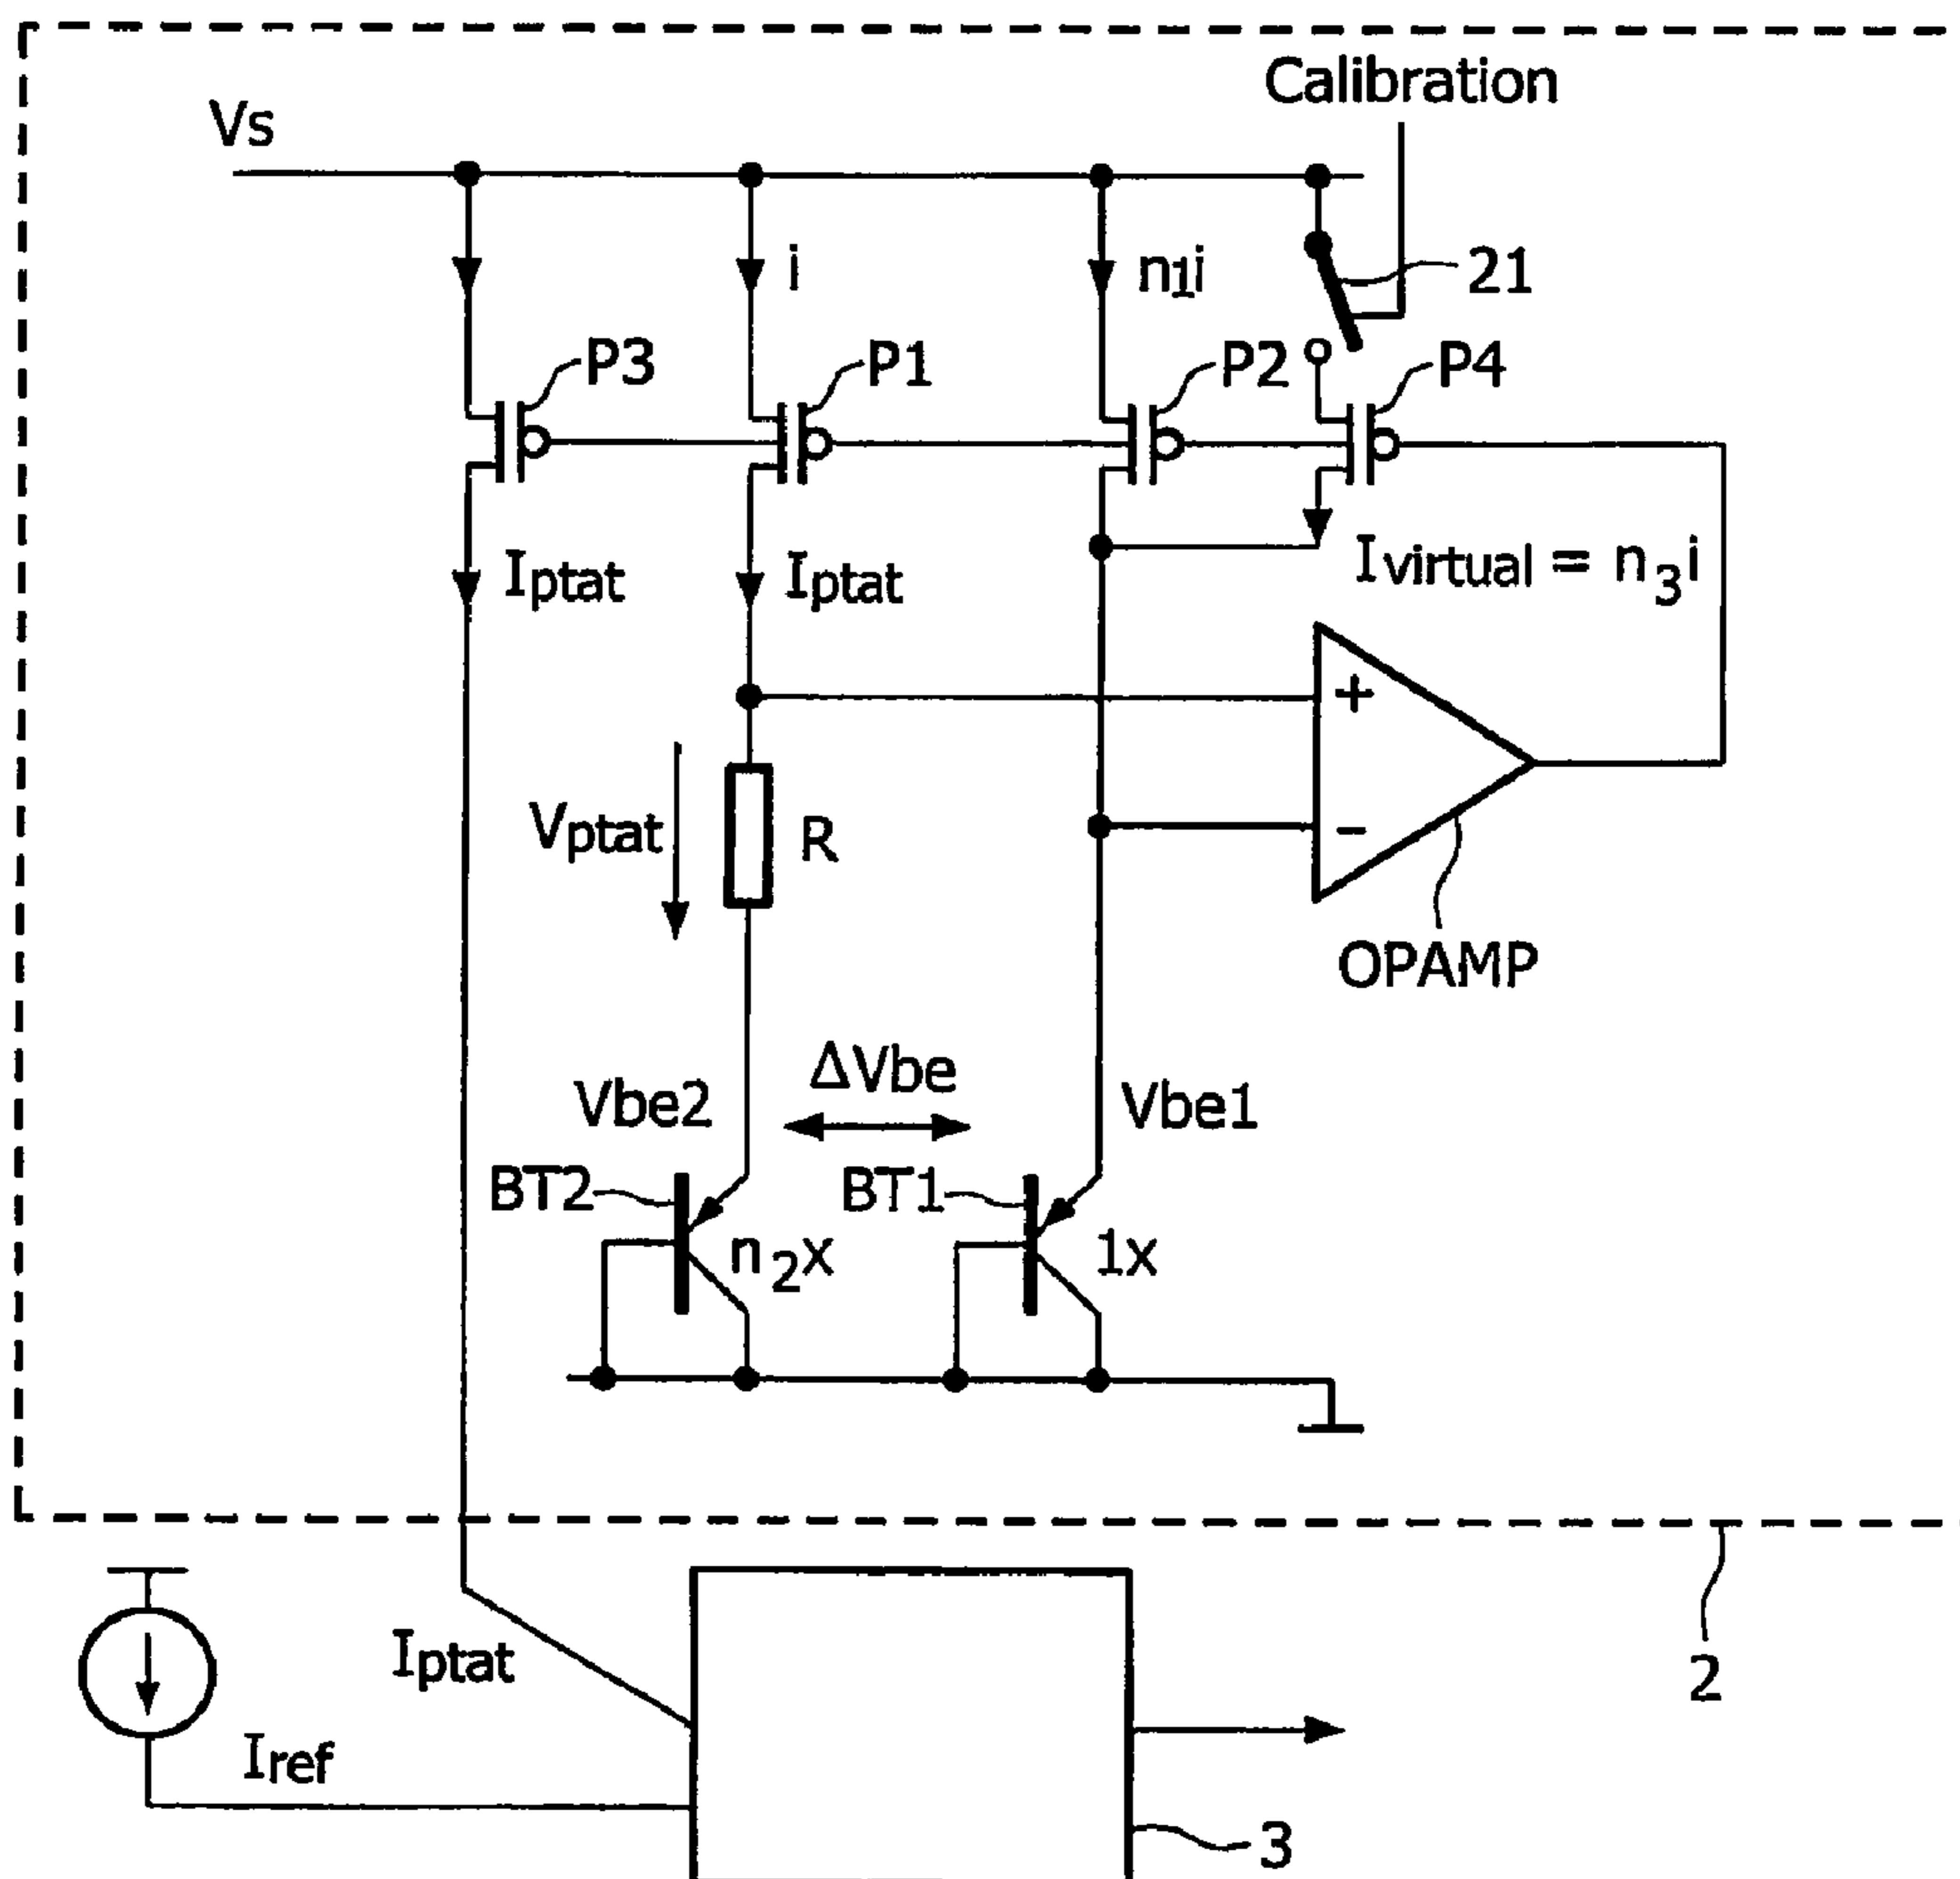 Calibration
Vs
i
n1i
21
P3
P1
P2
P4
Iptat
Iptat
Ivirtual = n3i
+
Vptat
R
-
OPAMP
ΔVbe
Vbe2
Vbe1
BT2
BT1
n2x
1x
Iptat
2
Iref
3